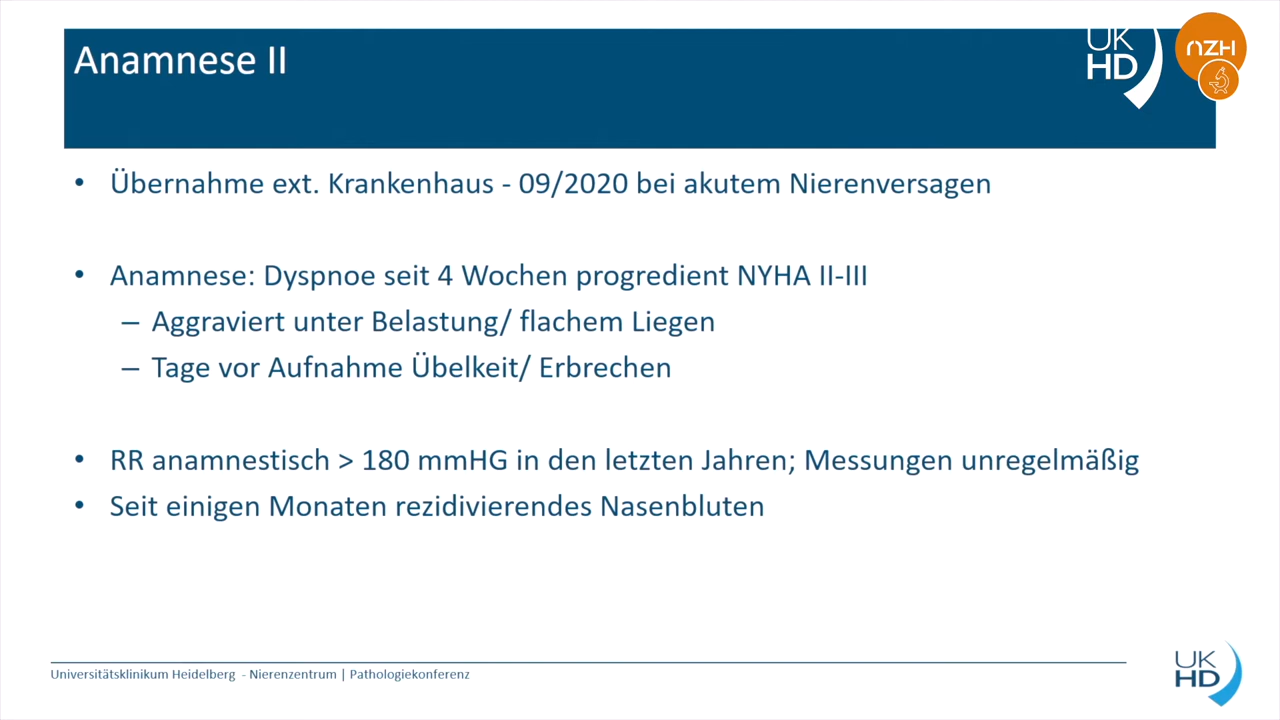 Anamnese II
UK
HD
nZH
• Übernahme ext. Krankenhaus - 09/2020 bei akutem Nierenversagen
• Anamnese: Dyspnoe seit 4 Wochen progredient NYHA II-III
– Aggraviert unter Belastung/ flachem Liegen
– Tage vor Aufnahme Übelkeit/ Erbrechen
• RR anamnestisch > 180 mmHG in den letzten Jahren; Messungen unregelmäßig
• Seit einigen Monaten rezidivierendes Nasenbluten
Universitätsklinikum Heidelberg - Nierenzentrum | Pathologiekonferenz
UK
HD